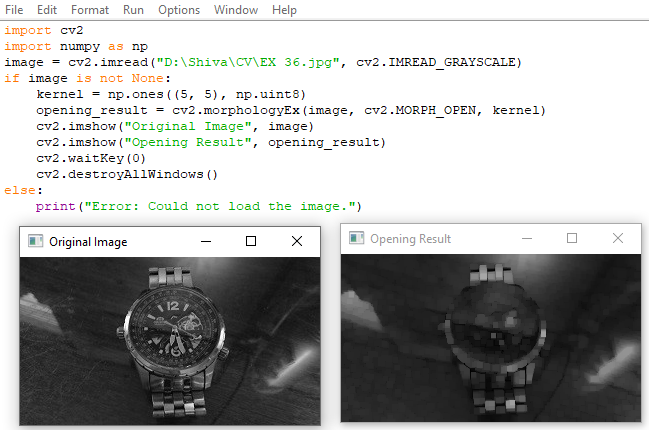 File Edit Format Run Options Window Help
import cv2
import numpy as np
image = cv2.imread("D:\Shiva\CV\EX 36.jpg", cv2.IMREAD_GRAYSCALE)
if image is not None:
    kernel = np.ones((5, 5), np.uint8)
    opening_result = cv2.morphologyEx(image, cv2.MORPH_OPEN, kernel)
    cv2.imshow("Original Image", image)
    cv2.imshow("Opening Result", opening_result)
    cv2.waitKey(0)
    cv2.destroyAllWindows()
else:
    print("Error: Could not load the image.")
Original Image
Opening Result
12